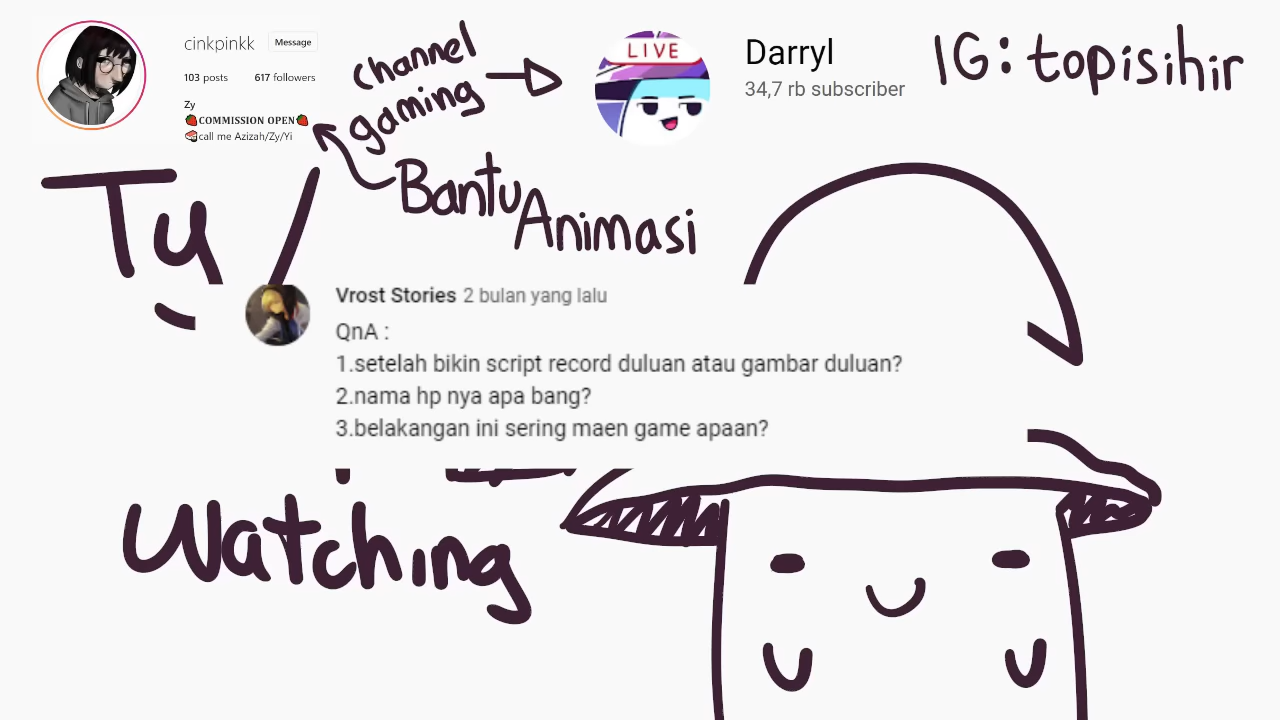 cinkpinkk Message
103 posts 617 followers
Zy
🍓COMMISSION OPEN🍓
🍰call me Azizah/Zy/Yi
channel
gaming
LIVE
Darryl
34,7 rb subscriber
IG: topisihir
Bantu
Animasi
Ty
Vrost Stories 2 bulan yang lalu
QnA :
1.setelah bikin script record duluan atau gambar duluan?
2.nama hp nya apa bang?
3.belakangan ini sering maen game apaan?
Watching